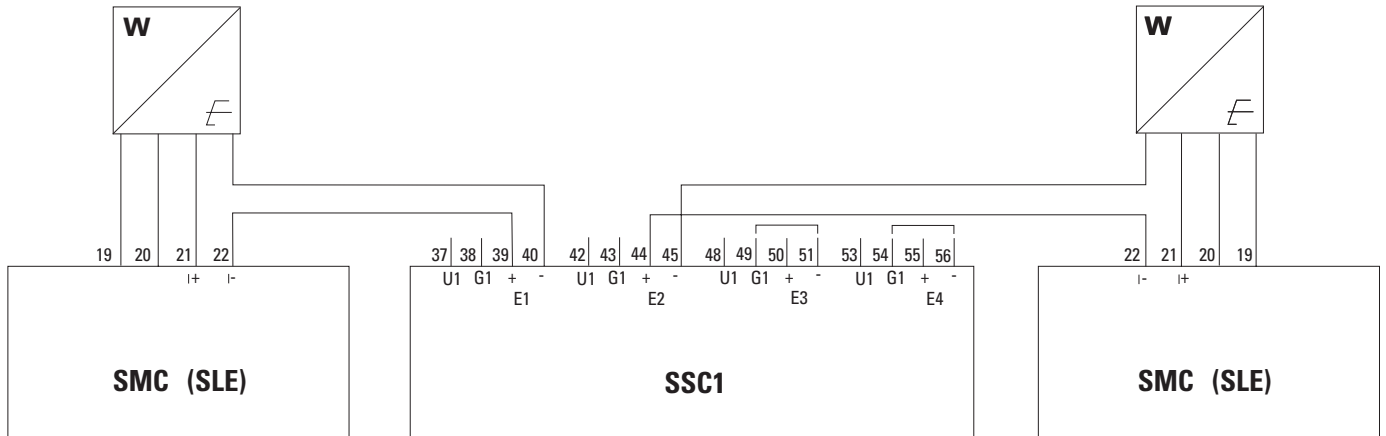 W W
19 20 21 22 37 38 39 40 42 43 44 45 48 49 50 51 53 54 55 56 22 21 20 19
I+ I- U1 G1 + - U1 G1 + - U1 G1 + - U1 G1 + - I- I+
E1 E2 E3 E4
SMC (SLE) SSC1 SMC (SLE)